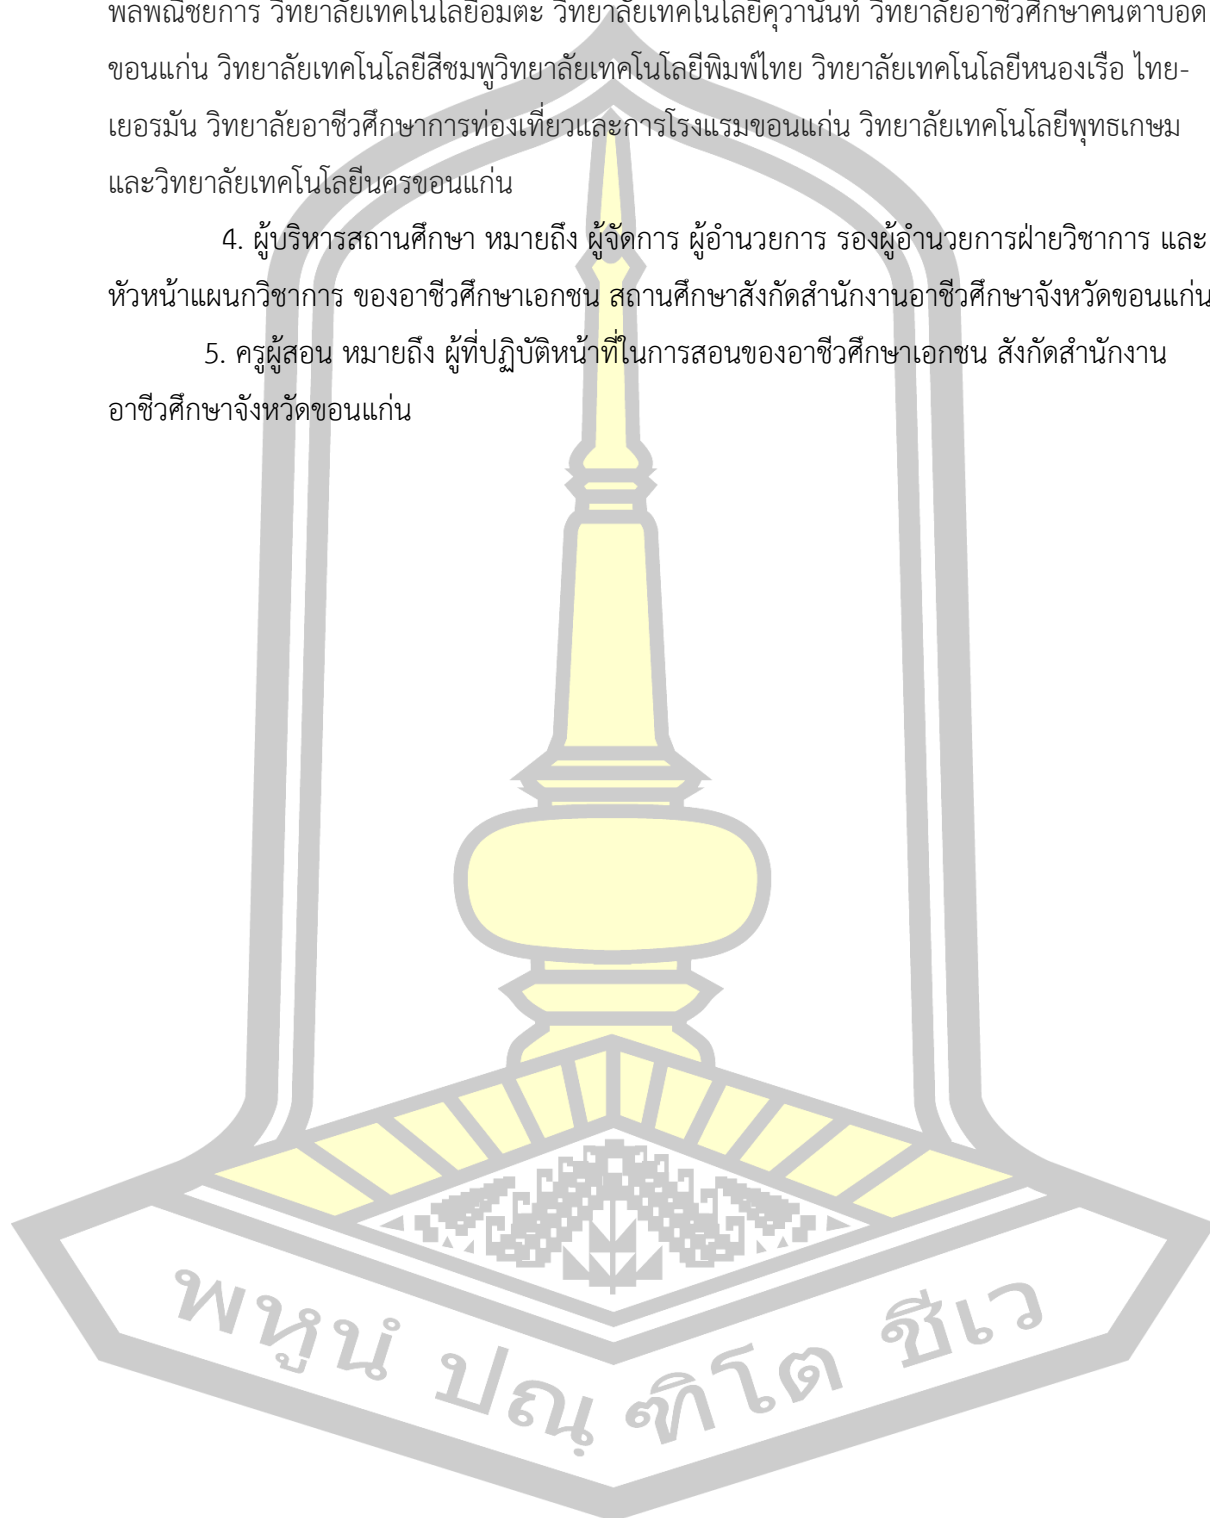 พลพณิชยการ วิทยาลัยเทคโนโลยีอมตะ วิทยาลัยเทคโนโลยีคุวานันท์ วิทยาลัยอาชีวศึกษาคนตาบอด
ขอนแก่น วิทยาลัยเทคโนโลยีสีชมพูวิทยาลัยเทคโนโลยีพิมพ์ไทย วิทยาลัยเทคโนโลยีหนองเรือ ไทย-
เยอรมัน วิทยาลัยอาชีวศึกษาการท่องเที่ยวและการโรงแรมขอนแก่น วิทยาลัยเทคโนโลยีพุทธเกษม
และวิทยาลัยเทคโนโลยีนครขอนแก่น
4. ผู้บริหารสถานศึกษา หมายถึง ผู้จัดการ ผู้อำนวยการ รองผู้อำนวยการฝ่ายวิชาการ และ
หัวหน้าแผนกวิชาการ ของอาชีวศึกษาเอกชน สถานศึกษาสังกัดสำนักงานอาชีวศึกษาจังหวัดขอนแก่น
5. ครูผู้สอน หมายถึง ผู้ที่ปฏิบัติหน้าที่ในการสอนของอาชีวศึกษาเอกชน สังกัดสำนักงาน
อาชีวศึกษาจังหวัดขอนแก่น
พหูนํ ปณฺ ฑิโต ชีเว